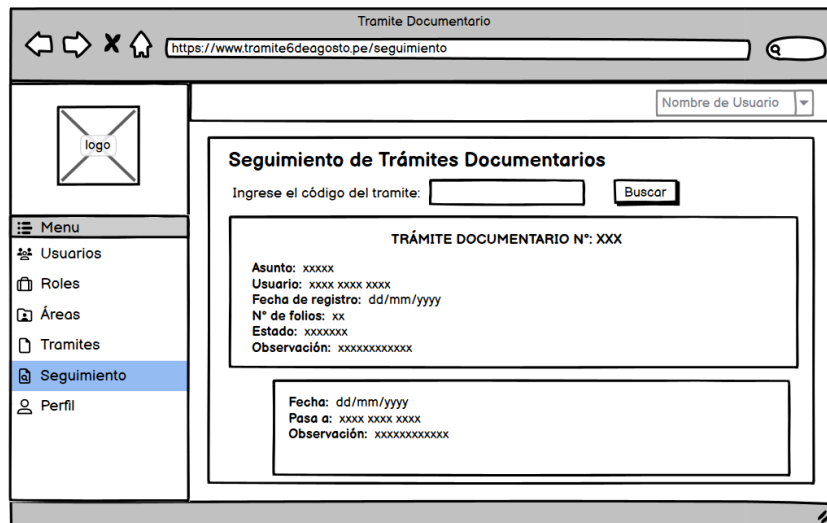 Tramite Documentario
https://www.tramite6deagosto.pe/seguimiento
Nombre de Usuario
logo
Menu
Usuarios
Roles
Áreas
Tramites
Seguimiento
Perfil
Seguimiento de Trámites Documentarios
Ingrese el código del tramite:
Buscar
TRÁMITE DOCUMENTARIO N°: XXX
Asunto: xxxxx
Usuario: xxxx xxxx xxxx
Fecha de registro: dd/mm/yyyy
N° de folios: xx
Estado: xxxxxxx
Observación: xxxxxxxxxxxx
Fecha: dd/mm/yyyy
Pasa a: xxxx xxxx xxxx
Observación: xxxxxxxxxxxx